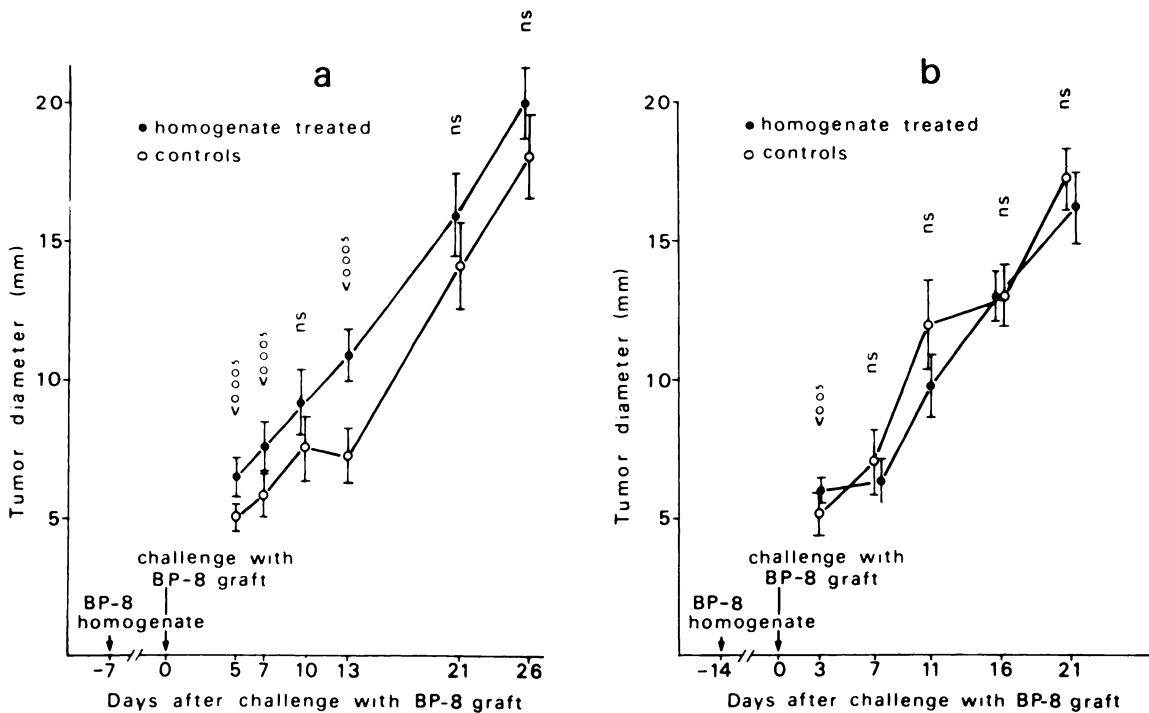 a
ns
ns
20
● homogenate treated
○ controls
<0005
<0005
ns
<0005
15
10
5
Tumor diameter (mm)
challenge with
BP-8 graft
BP-8
homogenate
-7
0
5
7
10
13
21
26
Days after challenge with BP-8 graft
b
ns
20
● homogenate treated
○ controls
ns
ns
ns
<005
15
10
5
Tumor diameter (mm)
challenge with
BP-8 graft
BP-8
homogenate
-14
0
3
7
11
16
21
Days after challenge with BP-8 graft